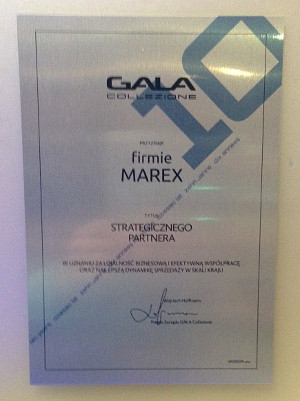 10
GALA
COLLEZIONE
PRZYZNAJE
firmie
MAREX
TYTUŁ
STRATEGICZNEGO
PARTNERA
W UZNANIU ZA LOJALNOŚĆ BIZNESOWĄ I EFEKTYWNĄ WSPÓŁPRACĘ
ORAZ NAJLEPSZĄ DYNAMIKĘ SPRZEDAŻY W SKALI KRAJU
Wojciech Hoffmann
Prezes Zarządu GALA Collezione